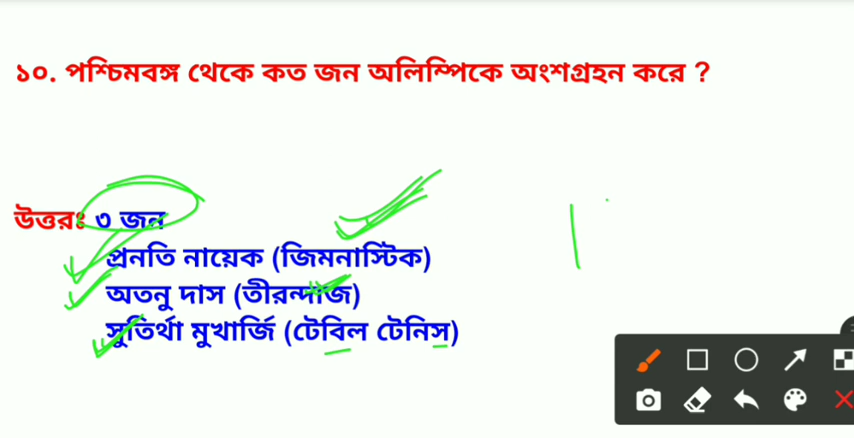 ১০. পশ্চিমবঙ্গ থেকে কত জন অলিম্পিকে অংশগ্রহন করে ?
উত্তরঃ ৩ জন
প্রনতি নায়েক (জিমনাস্টিক)
অতনু দাস (তীরন্দাজ)
সুতির্থা মুখার্জি (টেবিল টেনিস)